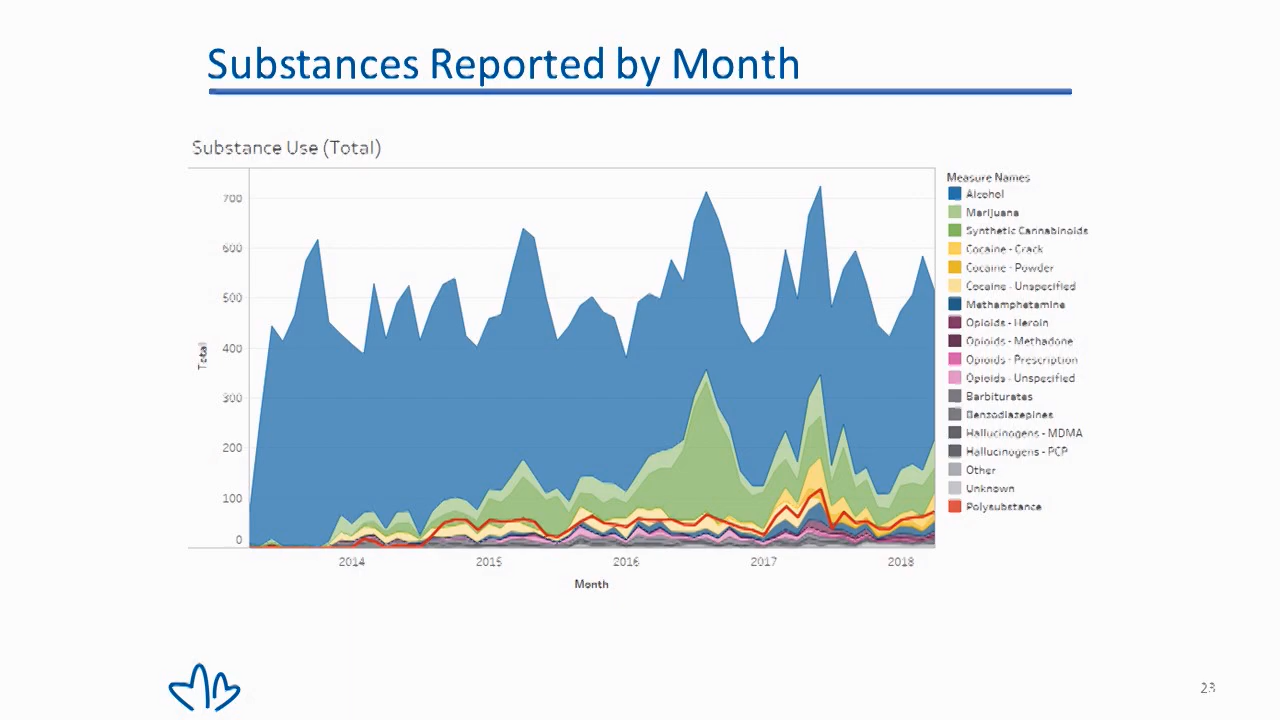 Substances Reported by Month
Substance Use (Total)
Total
700
600
500
400
300
200
100
0
2014 2015 2016 2017 2018
Month
Measure Names
Alcohol
Marijuana
Synthetic Cannabinoids
Cocaine - Crack
Cocaine - Powder
Cocaine - Unspecified
Methamphetamine
Opioids - Heroin
Opioids - Methadone
Opioids - Prescription
Opioids - Unspecified
Barbiturates
Benzodiazepines
Hallucinogens - MDMA
Hallucinogens - PCP
Other
Unknown
Polysubstance
23